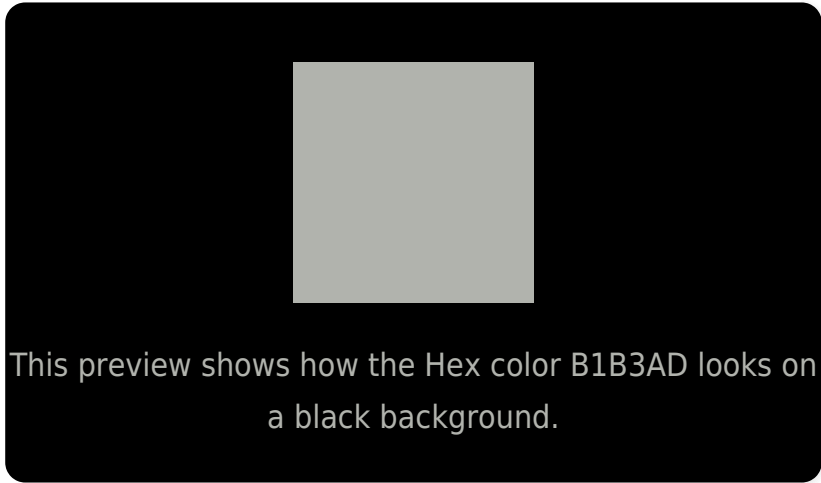 This preview shows how the Hex color B1B3AD looks on
a black background.